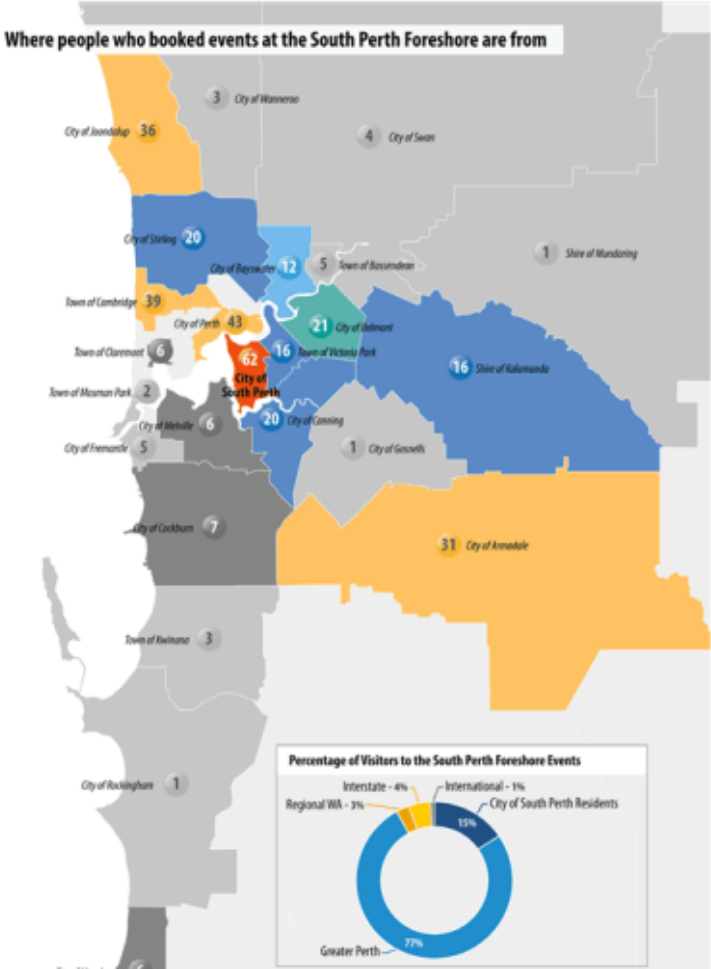 Where people who booked events at the South Perth Foreshore are from
3 City of Wanneroo
City of Joondalup 36
4 City of Swan
City of Stirling 20
1 Shire of Mundaring
City of Bayswater 12
5 Town of Bassendean
Town of Cambridge 39
City of Perth 43
21 City of Belmont
Town of Claremont 6
16 Town of Victoria Park
62
City of
South Perth
16 Shire of Kalamunda
Town of Mosman Park 2
City of Melville 6
20 City of Canning
City of Fremantle 5
1 City of Gosnells
City of Cockburn 7
31 City of Armadale
Town of Kwinana 3
City of Rockingham 1
Percentage of Visitors to the South Perth Foreshore Events
Interstate - 4%
International - 1%
Regional WA - 3%
City of South Perth Residents
15%
77%
Greater Perth